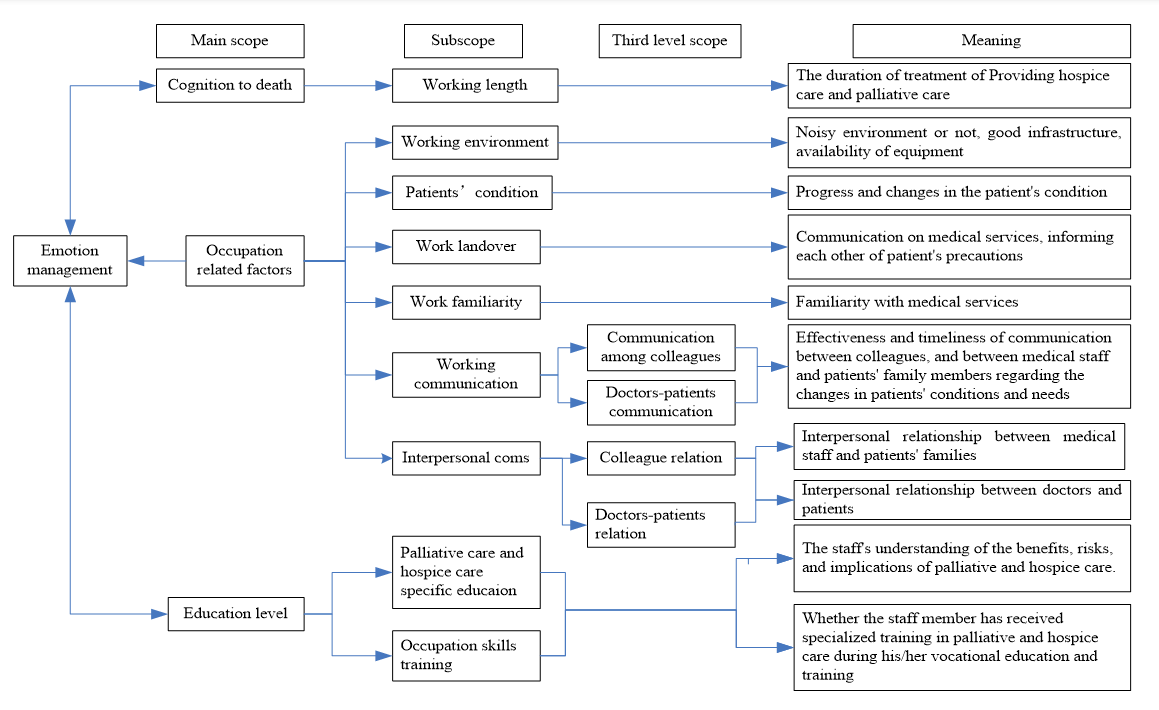 Main scope
Subscope
Third level scope
Meaning
Cognition to death
Working length
The duration of treatment of Providing hospice
care and palliative care
Working environment
Noisy environment or not, good infrastructure,
availability of equipment
Patients’ condition
Progress and changes in the patient's condition
Emotion
management
Occupation
related factors
Work landover
Communication on medical services, informing
each other of patient's precautions
Work familiarity
Familiarity with medical services
Working
communication
Communication
among colleagues
Doctors-patients
communication
Effectiveness and timeliness of communication
between colleagues, and between medical staff
and patients' family members regarding the
changes in patients' conditions and needs
Interpersonal coms
Colleague relation
Interpersonal relationship between medical
staff and patients' families
Doctors-patients
relation
Interpersonal relationship between doctors and
patients
Education level
Palliative care and
hospice care
specific educaion
The staff's understanding of the benefits, risks,
and implications of palliative and hospice care.
Occupation skills
training
Whether the staff member has received
specialized training in palliative and hospice
care during his/her vocational education and
training